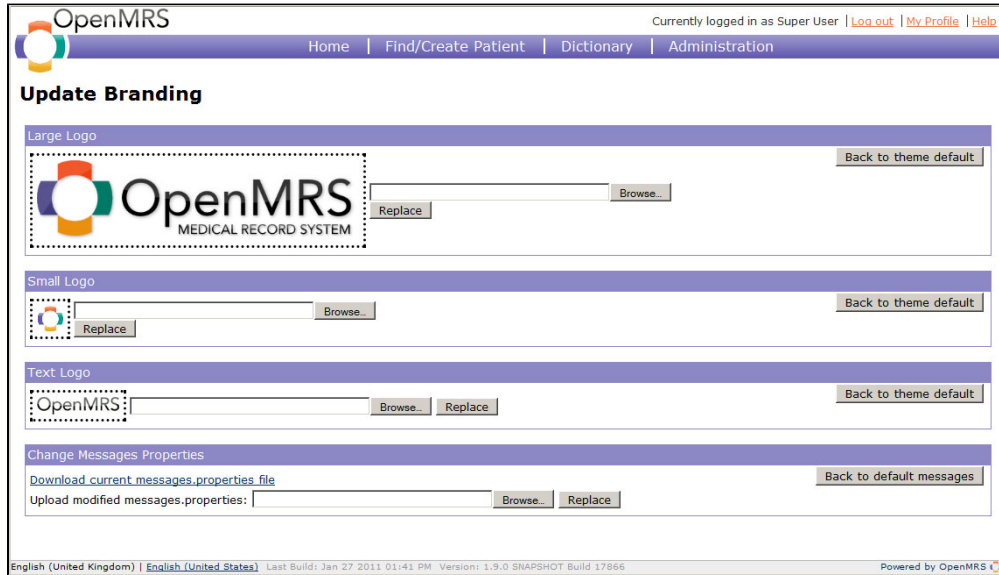 OpenMRS
Currently logged in as Super User | Log out | My Profile | Help
Home | Find/Create Patient | Dictionary | Administration
Update Branding
Large Logo
Back to theme default
OpenMRS
MEDICAL RECORD SYSTEM
Browse...
Replace
Small Logo
Back to theme default
Browse...
Replace
Text Logo
Back to theme default
OpenMRS
Browse... Replace
Change Messages Properties
Download current messages.properties file
Back to default messages
Upload modified messages.properties: Browse... Replace
English (United Kingdom) | English (United States) Last Build: Jan 27 2011 01:41 PM Version: 1.9.0 SNAPSHOT Build 17866 Powered by OpenMRS